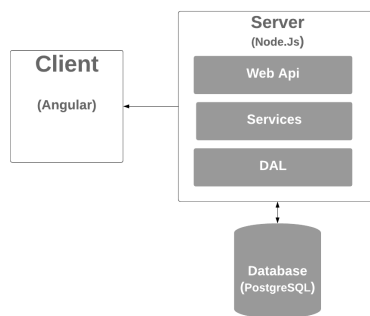 Client
(Angular)
Server
(Node.Js)
Web Api
Services
DAL
Database
(PostgreSQL)